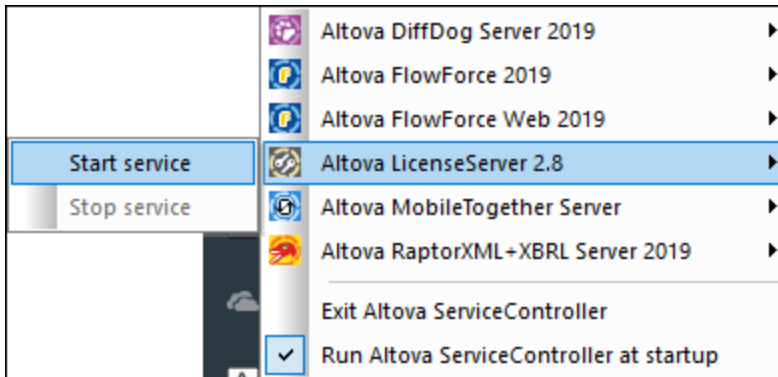 Altova DiffDog Server 2019
Altova FlowForce 2019
Altova FlowForce Web 2019
Start service
Altova LicenseServer 2.8
Stop service
Altova MobileTogether Server
Altova RaptorXML+XBRL Server 2019
Exit Altova ServiceController
Run Altova ServiceController at startup